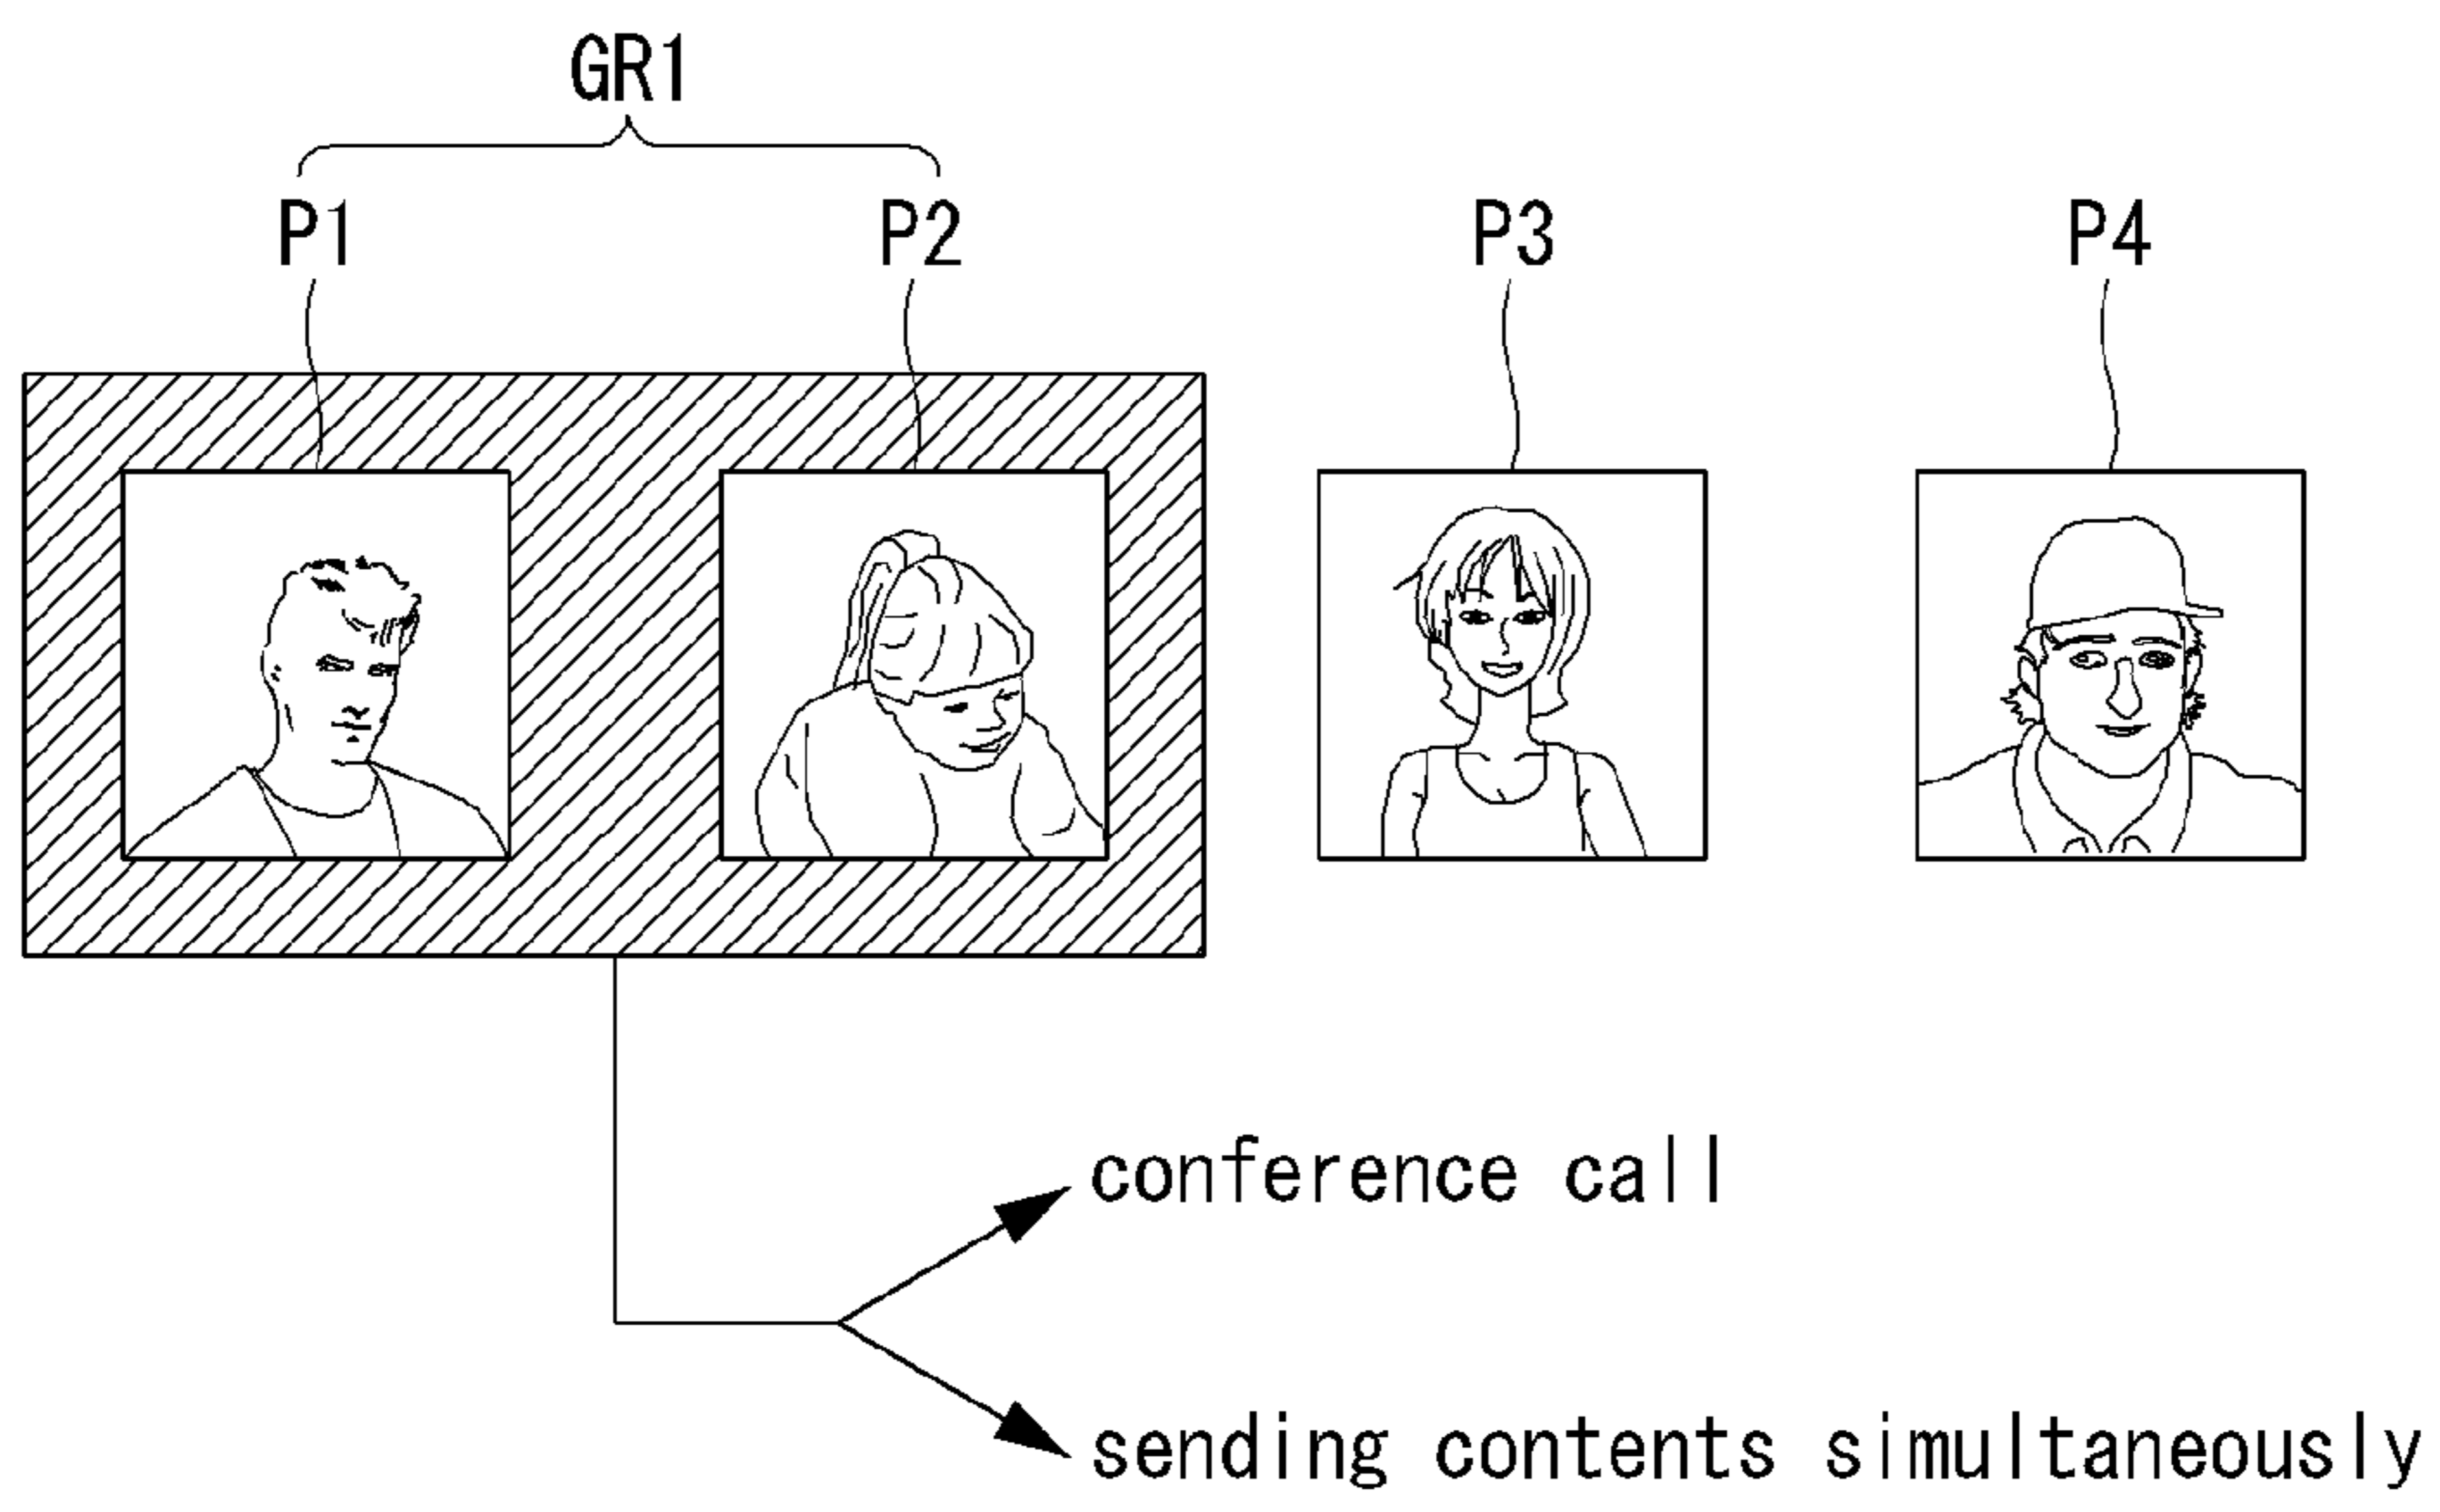 GR1
P1 P2 P3 P4
conference call
sending contents simultaneously